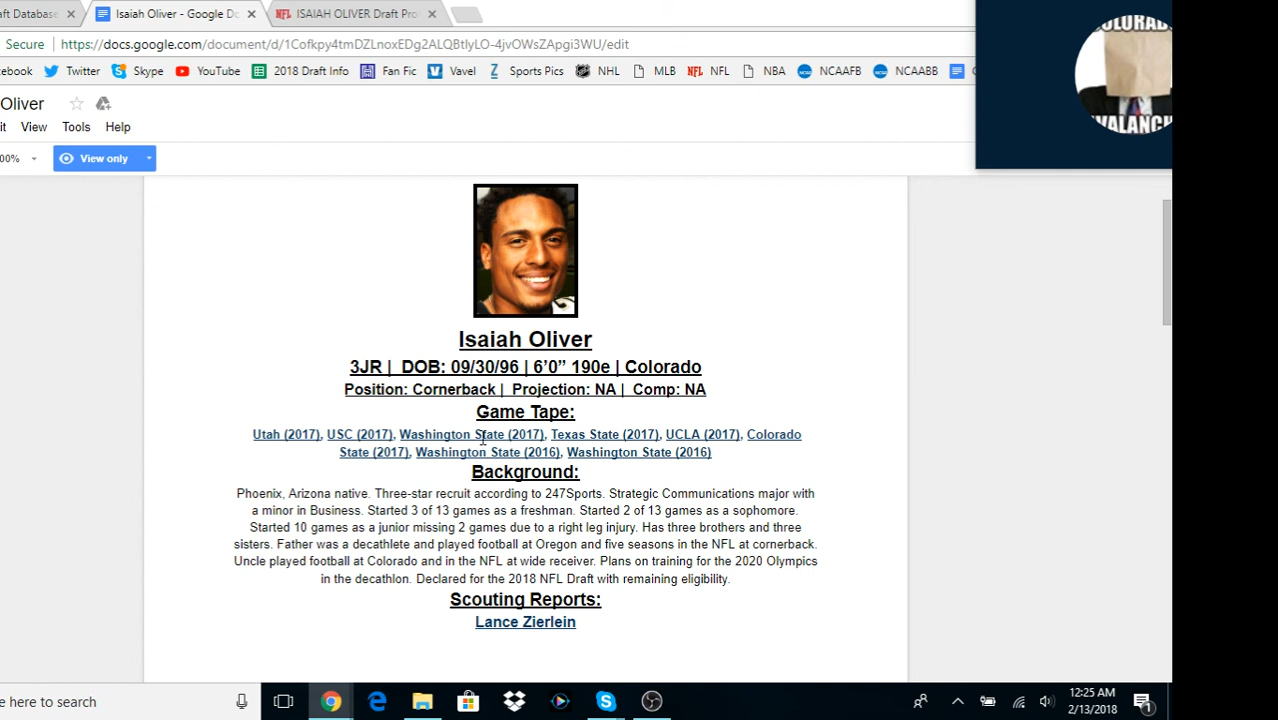 aft Database
Isaiah Oliver - Google Do
ISAIAH OLIVER Draft Pro
Secure
https://docs.google.com/document/d/1Cofkpy4tmDZLnoxEDg2ALQBtlyLO-4jvOWsZApgi3WU/edit
cebook Twitter Skype YouTube 2018 Draft Info Fan Fic Vavel Sports Pics NHL MLB NFL NBA NCAAFB NCAABB
COLORADO
AVALANCH
Oliver
it View Tools Help
00% View only
Isaiah Oliver
3JR | DOB: 09/30/96 | 6’0” 190e | Colorado
Position: Cornerback | Projection: NA | Comp: NA
Game Tape:
Utah (2017), USC (2017), Washington State (2017), Texas State (2017), UCLA (2017), Colorado
State (2017), Washington State (2016), Washington State (2016)
Background:
Phoenix, Arizona native. Three-star recruit according to 247Sports. Strategic Communications major with
a minor in Business. Started 3 of 13 games as a freshman. Started 2 of 13 games as a sophomore.
Started 10 games as a junior missing 2 games due to a right leg injury. Has three brothers and three
sisters. Father was a decathlete and played football at Oregon and five seasons in the NFL at cornerback.
Uncle played football at Colorado and in the NFL at wide receiver. Plans on training for the 2020 Olympics
in the decathlon. Declared for the 2018 NFL Draft with remaining eligibility.
Scouting Reports:
Lance Zierlein
e here to search
12:25 AM
2/13/2018
1